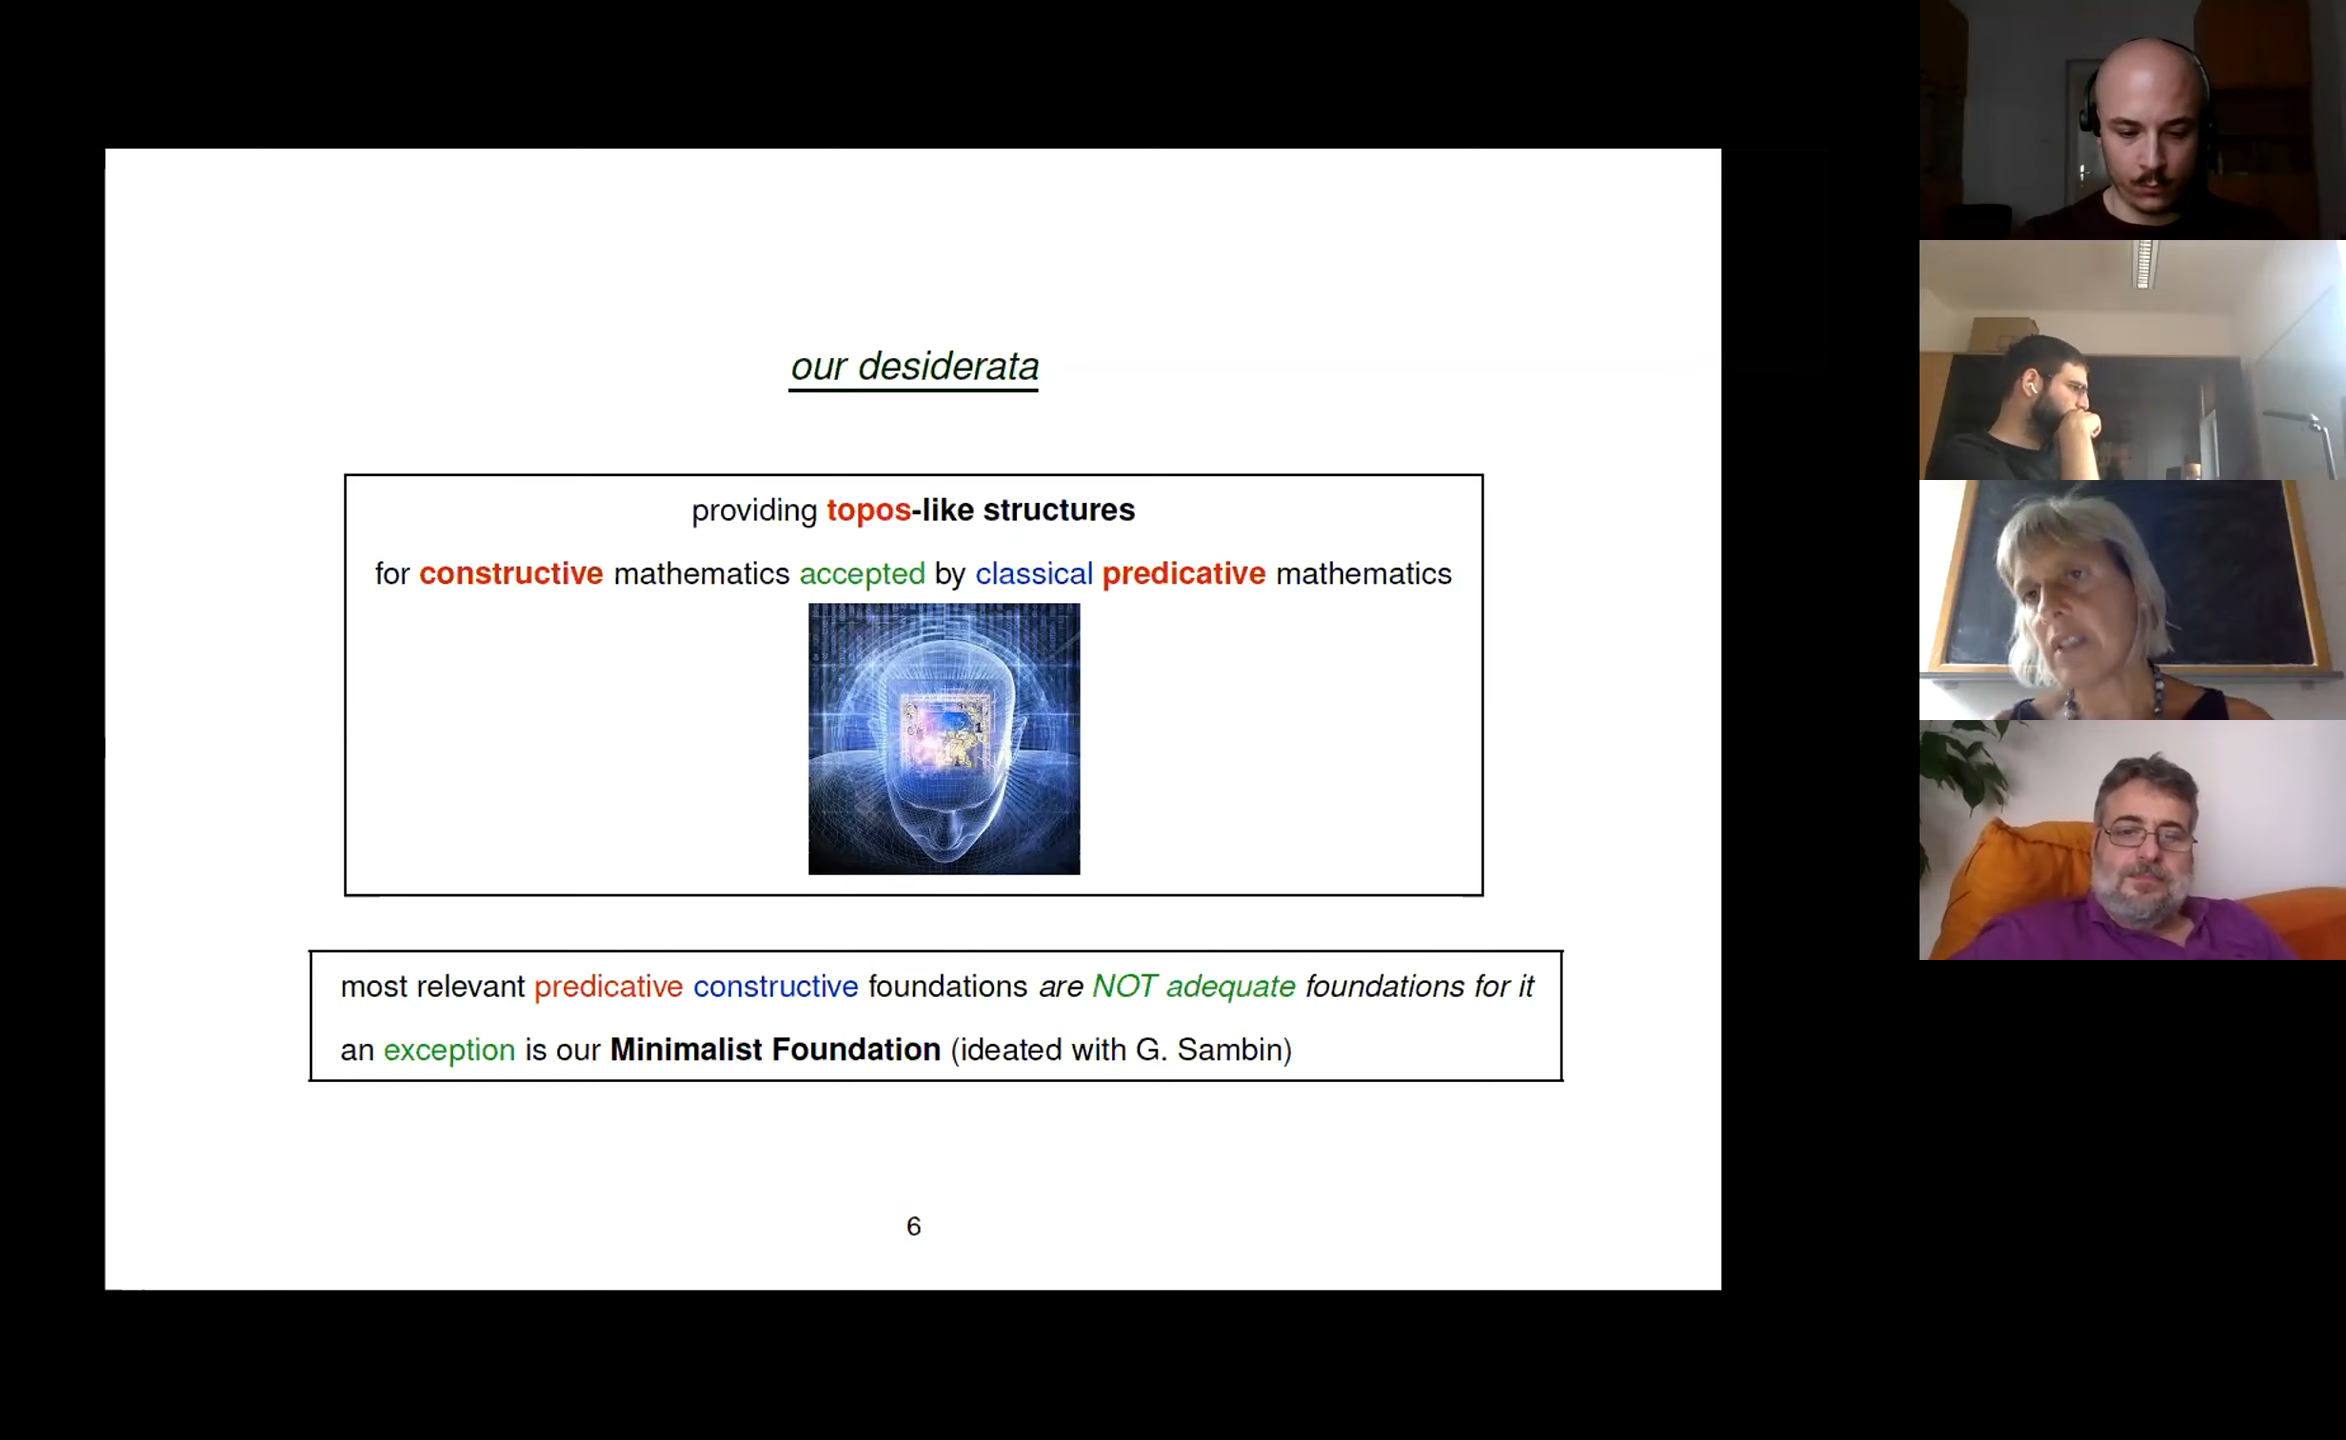 our desiderata
providing topos-like structures
for constructive mathematics accepted by classical predicative mathematics
most relevant predicative constructive foundations are NOT adequate foundations for it
an exception is our Minimalist Foundation (ideated with G. Sambin)
6